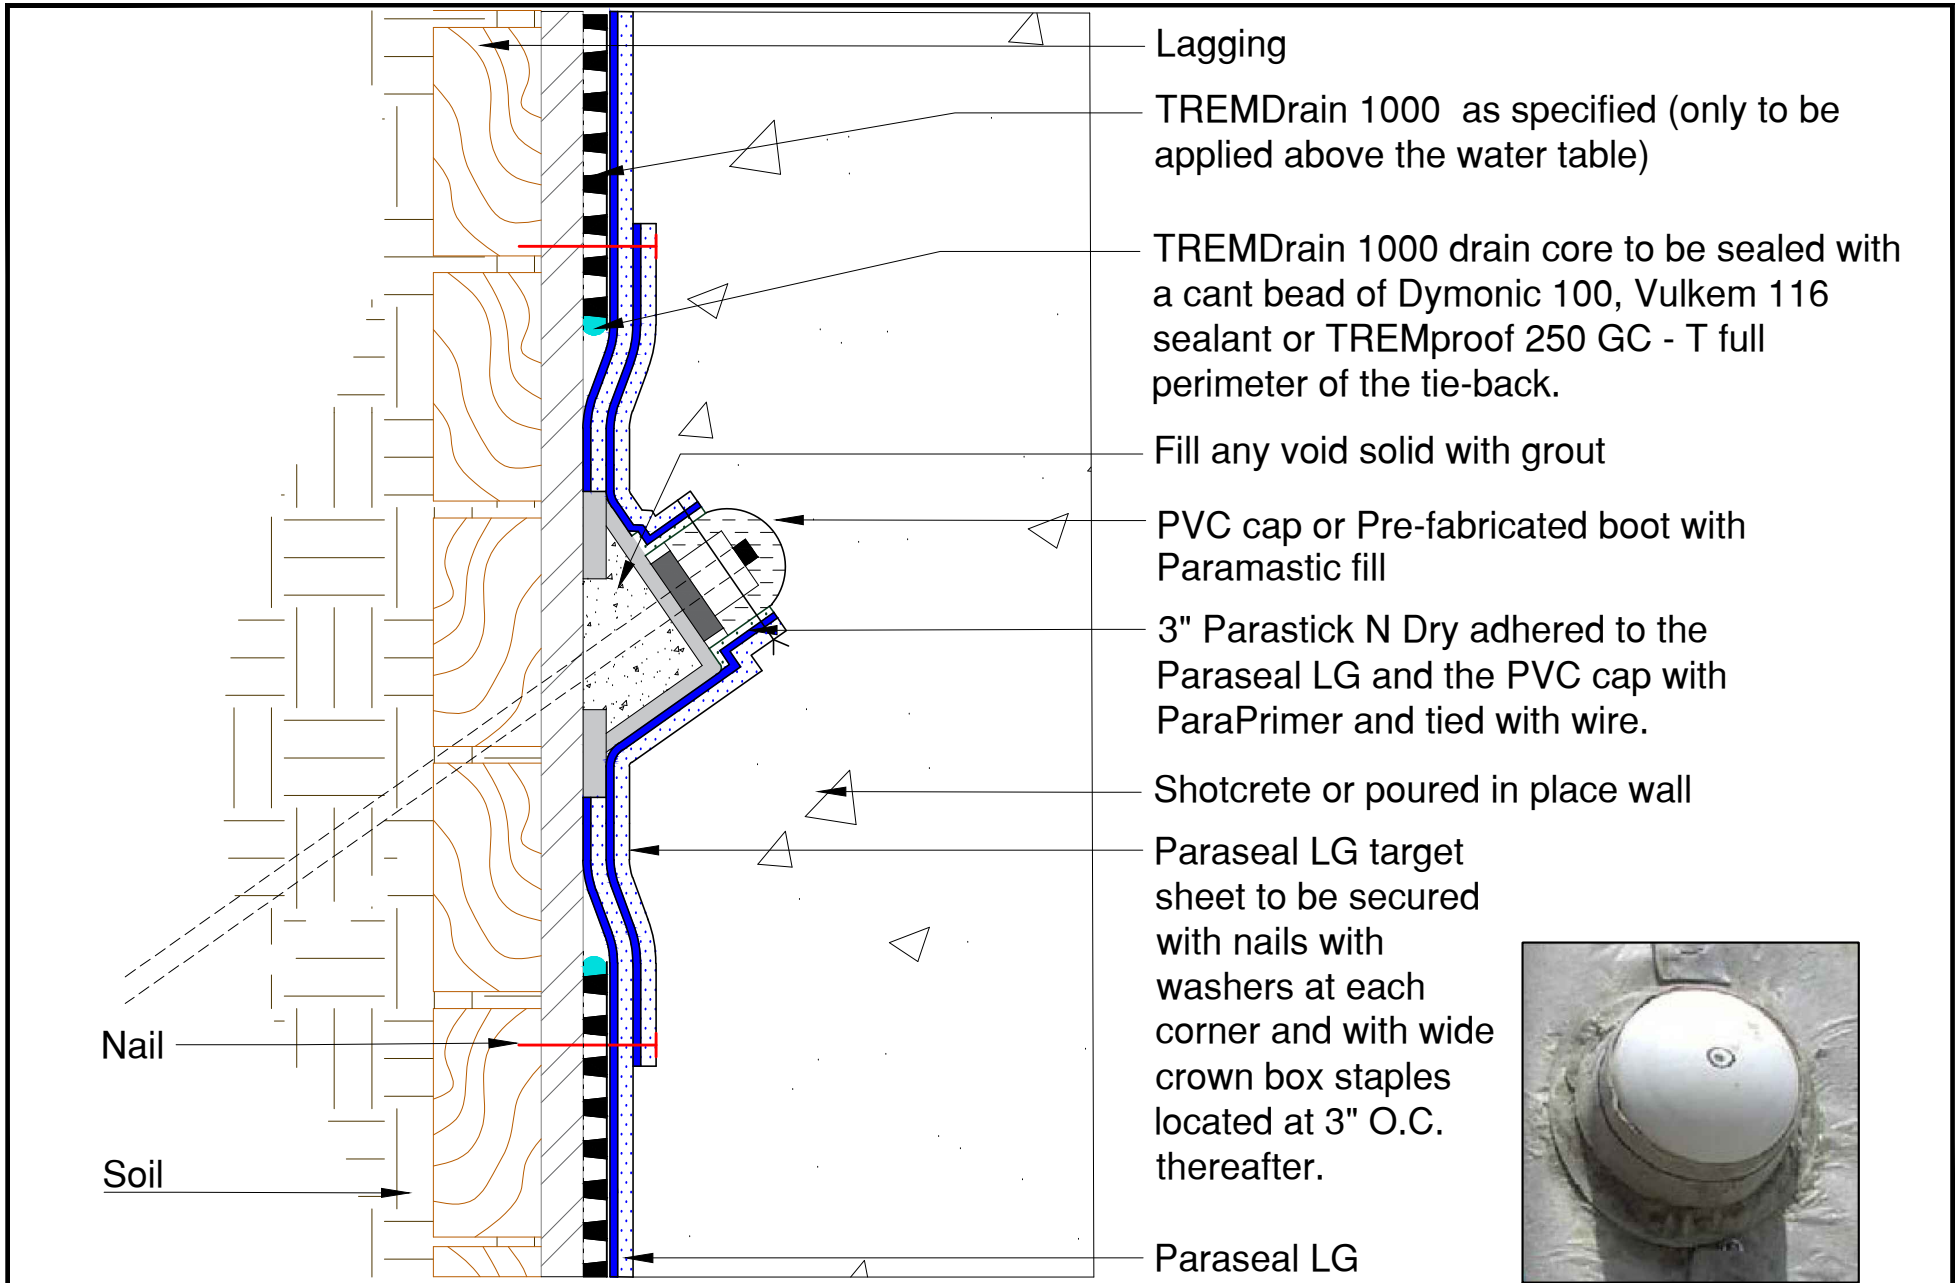 Lagging
TREMDrain 1000 as specified (only to be
applied above the water table)
TREMDrain 1000 drain core to be sealed with
a cant bead of Dymonic 100, Vulkem 116
sealant or TREMproof 250 GC - T full
perimeter of the tie-back.
Fill any void solid with grout
PVC cap or Pre-fabricated boot with
Paramastic fill
3" Parastick N Dry adhered to the
Paraseal LG and the PVC cap with
ParaPrimer and tied with wire.
Shotcrete or poured in place wall
Paraseal LG target
sheet to be secured
with nails with
washers at each
corner and with wide
crown box staples
located at 3" O.C.
thereafter.
Paraseal LG
Nail
Soil